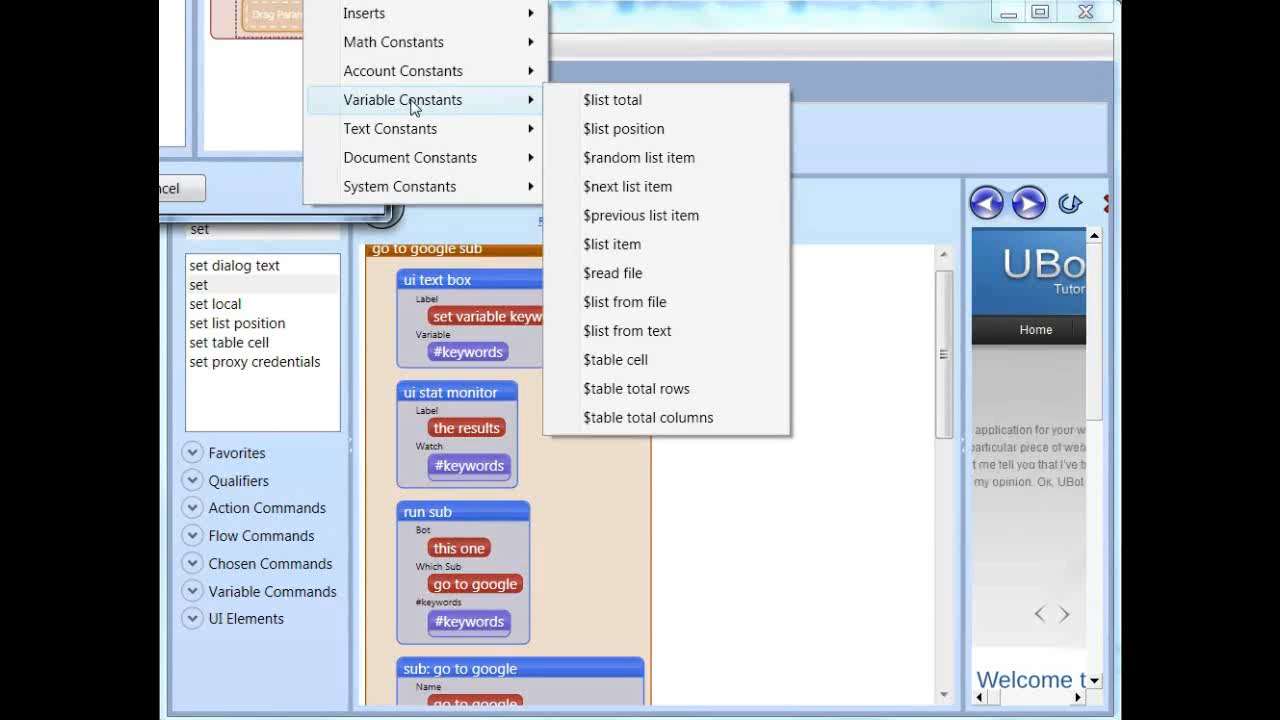 Drag Param
Inserts
Math Constants
Account Constants
Variable Constants
Text Constants
Document Constants
System Constants
$list total
$list position
$random list item
$next list item
$previous list item
$list item
$read file
$list from file
$list from text
$table cell
$table total rows
$table total columns
ncel
set
set dialog text
set
set local
set list position
set table cell
set proxy credentials
Favorites
Qualifiers
Action Commands
Flow Commands
Chosen Commands
Variable Commands
UI Elements
go to google sub
ui text box
Label
set variable keyw
Variable
#keywords
ui stat monitor
Label
the results
Watch
#keywords
run sub
Bot
this one
Which Sub
go to google
#keywords
#keywords
sub: go to google
Name
go to google
UBo
Tutor
Home
application for your w
particular piece of web
t me tell you that I've t
my opinion. Ok, UBot
Welcome t